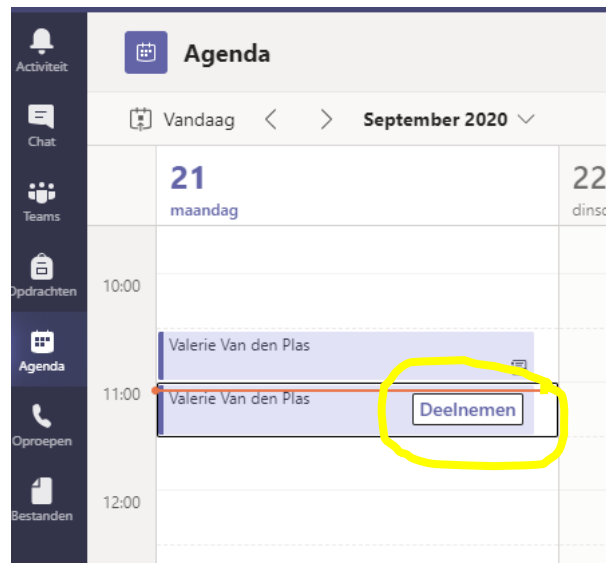 Activiteit
Chat
Teams
Opdrachten
Agenda
Oproepen
Bestanden
Agenda
Vandaag
September 2020
21
maandag
22
10:00
Valerie Van den Plas
11:00
Valerie Van den Plas
Deelnemen
12:00